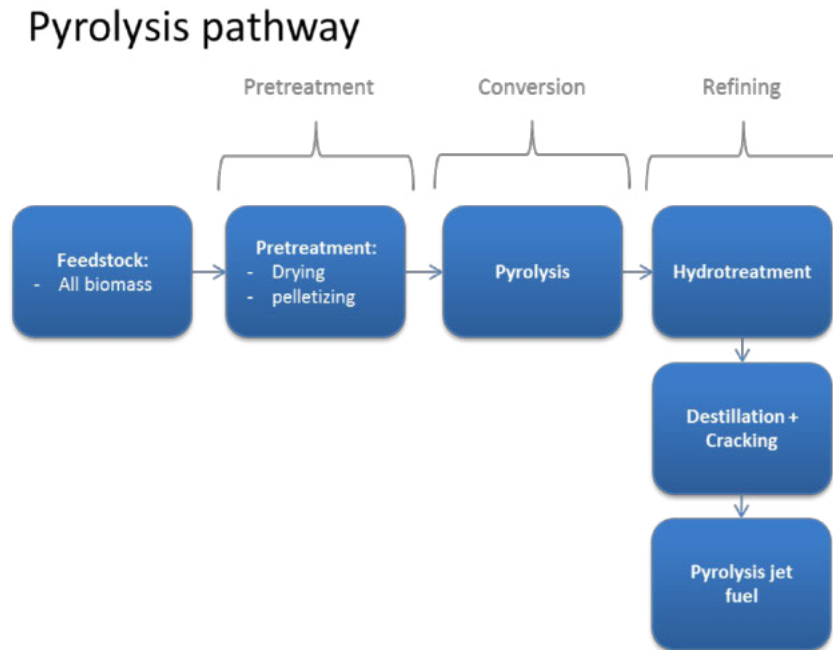 Pyrolysis pathway
Pretreatment
Conversion
Refining
Feedstock:
- All biomass
Pretreatment:
- Drying
- pelletizing
Pyrolysis
Hydrotreatment
Destillation +
Cracking
Pyrolysis jet
fuel